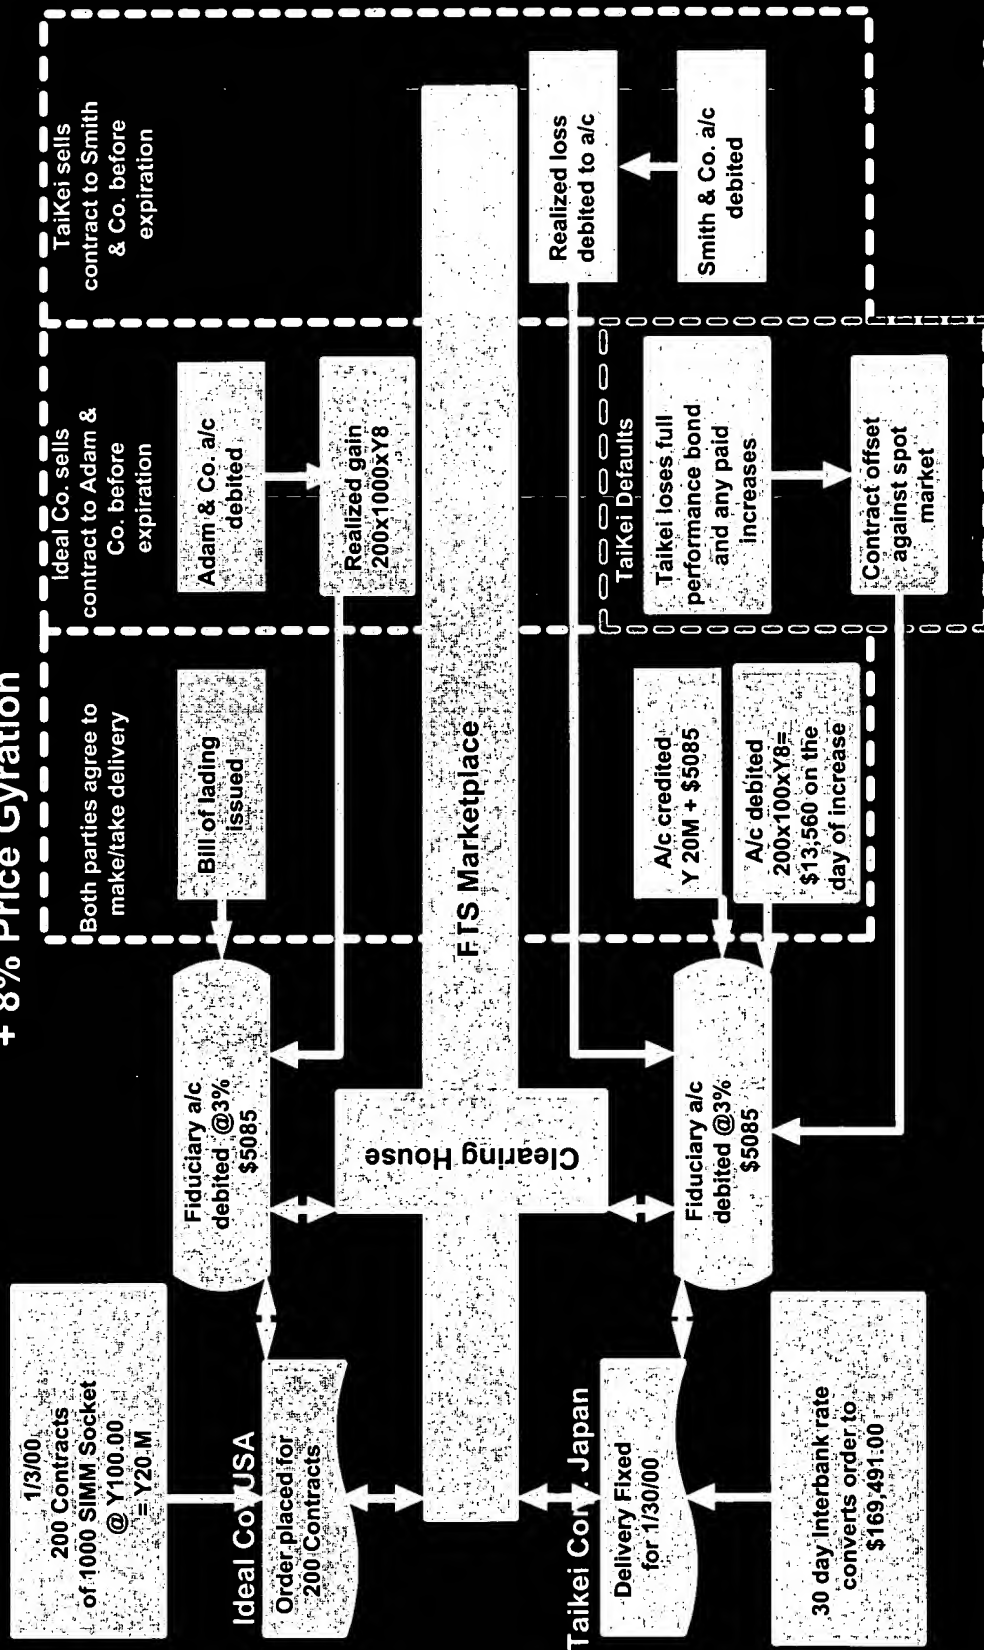 + 8% Price Gyration
1/3/00
200 Contracts
of 1000 SIMM Socket
@ Y100.00
= Y20.M
Ideal Co. USA
Order placed for
200 Contracts
Fiduciary a/c
debited @3%
$5085
Both parties agree to
make/take delivery
Bill of lading
issued
Ideal Co. sells
contract to Adam &
Co. before
expiration
Adam & Co. a/c
debited
Realized gain
200x1000xY8
TaiKei sells
contract to Smith
& Co. before
expiration
Clearing House
FTS Marketplace
Realized loss
debited to a/c
Smith & Co. a/c
debited
Taikei Corp. Japan
Delivery Fixed
for 1/30/00
30 day Interbank rate
converts order to
$169,491.00
Fiduciary a/c
debited @3%
$5085
A/c credited
Y 20M + $5085
A/c debited
200x100xY8=
$13,560 on the
day of increase
TaiKei Defaults
Taikei loses full
performance bond
and any paid
increases
Contract offset
against spot
market